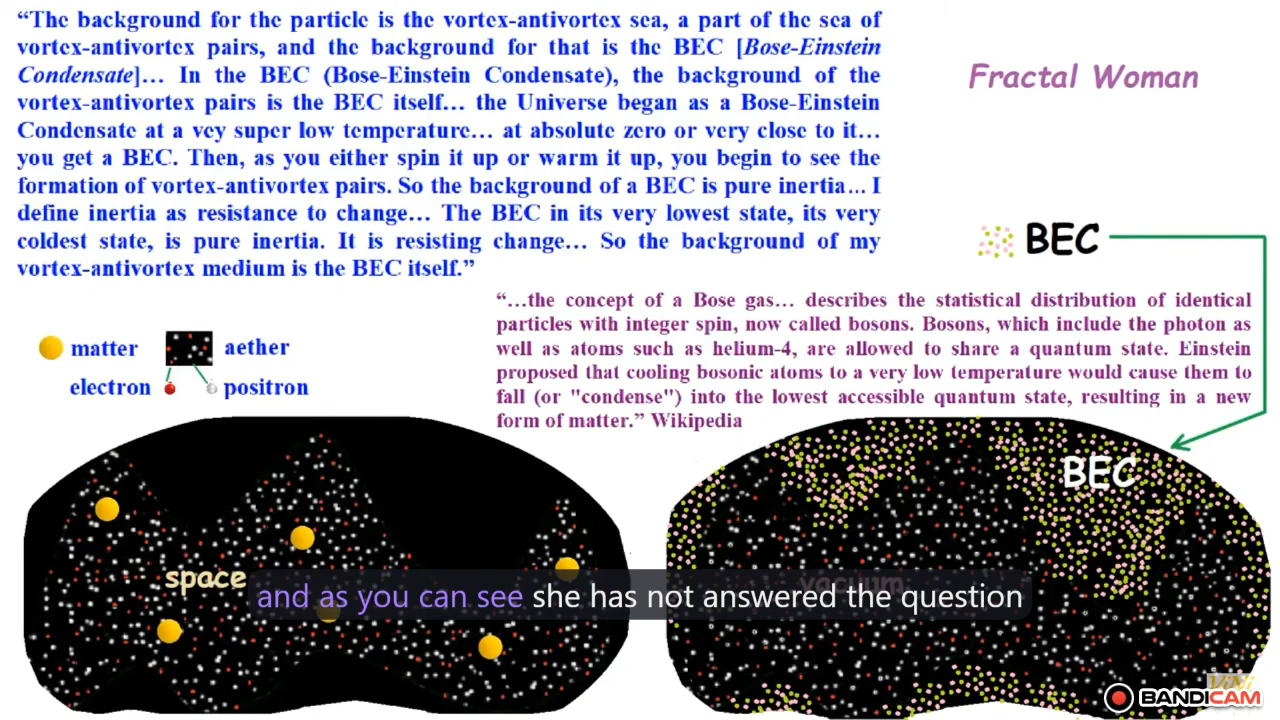 “The background for the particle is the vortex-antivortex sea, a part of the sea of
vortex-antivortex pairs, and the background for that is the BEC [Bose-Einstein
Condensate]… In the BEC (Bose-Einstein Condensate), the background of the
vortex-antivortex pairs is the BEC itself… the Universe began as a Bose-Einstein
Condensate at a vey super low temperature… at absolute zero or very close to it…
you get a BEC. Then, as you either spin it up or warm it up, you begin to see the
formation of vortex-antivortex pairs. So the background of a BEC is pure inertia… I
define inertia as resistance to change… The BEC in its very lowest state, its very
coldest state, is pure inertia. It is resisting change… So the background of my
vortex-antivortex medium is the BEC itself.”
Fractal Woman
BEC
“…the concept of a Bose gas… describes the statistical distribution of identical
particles with integer spin, now called bosons. Bosons, which include the photon as
well as atoms such as helium-4, are allowed to share a quantum state. Einstein
proposed that cooling bosonic atoms to a very low temperature would cause them to
fall (or "condense") into the lowest accessible quantum state, resulting in a new
form of matter.” Wikipedia
matter
aether
electron
positron
BEC
space
vacuum
and as you can see she has not answered the question
ViNi
BANDICAM